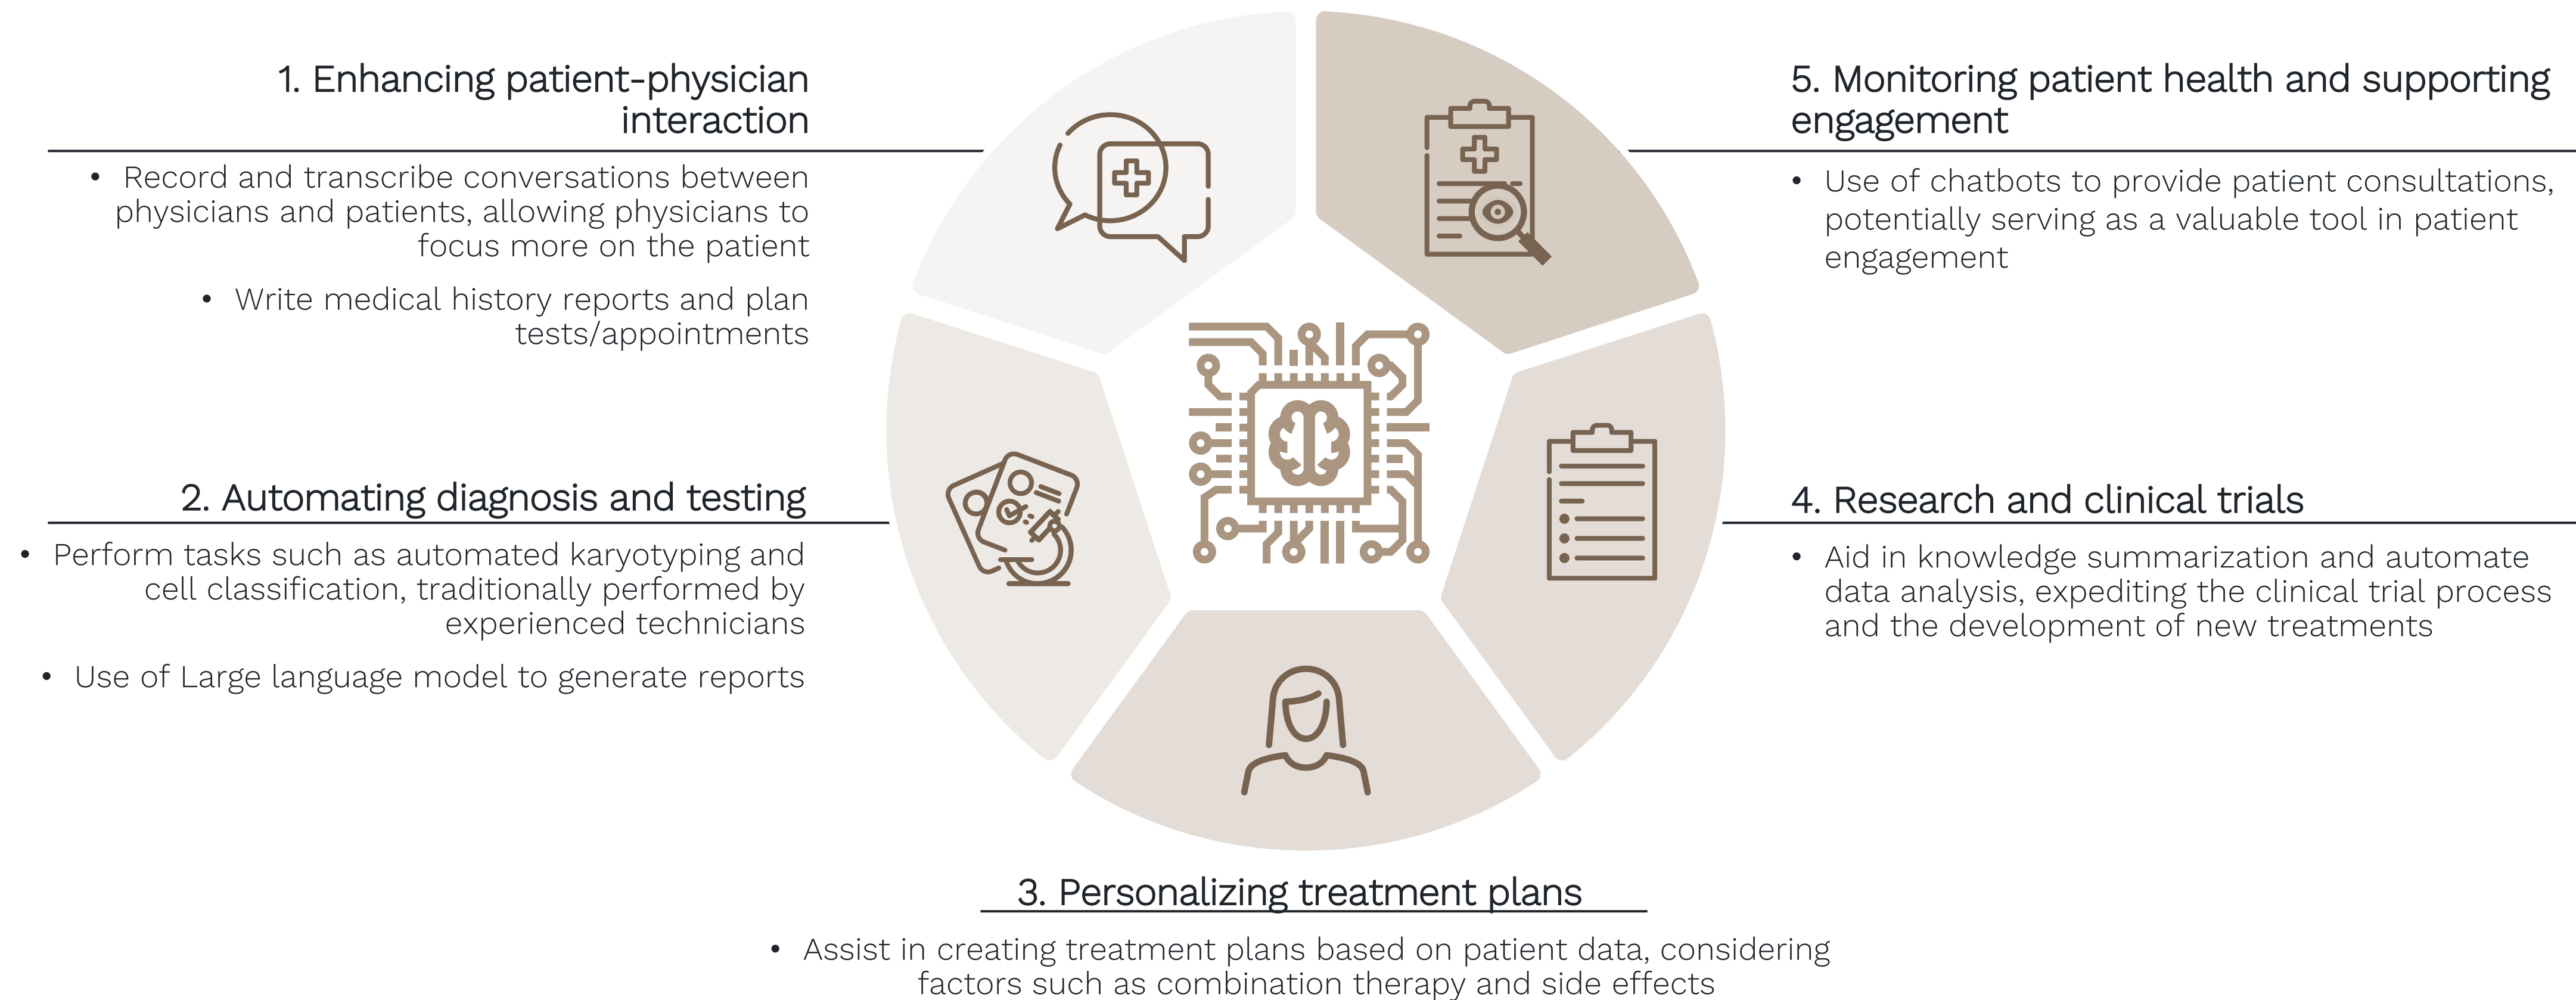 1. Enhancing patient-physician
interaction
• Record and transcribe conversations between
physicians and patients, allowing physicians to
focus more on the patient
• Write medical history reports and plan
tests/appointments
2. Automating diagnosis and testing
• Perform tasks such as automated karyotyping and
cell classification, traditionally performed by
experienced technicians
• Use of Large language model to generate reports
3. Personalizing treatment plans
• Assist in creating treatment plans based on patient data, considering
factors such as combination therapy and side effects
4. Research and clinical trials
• Aid in knowledge summarization and automate
data analysis, expediting the clinical trial process
and the development of new treatments
5. Monitoring patient health and supporting
engagement
• Use of chatbots to provide patient consultations,
potentially serving as a valuable tool in patient
engagement